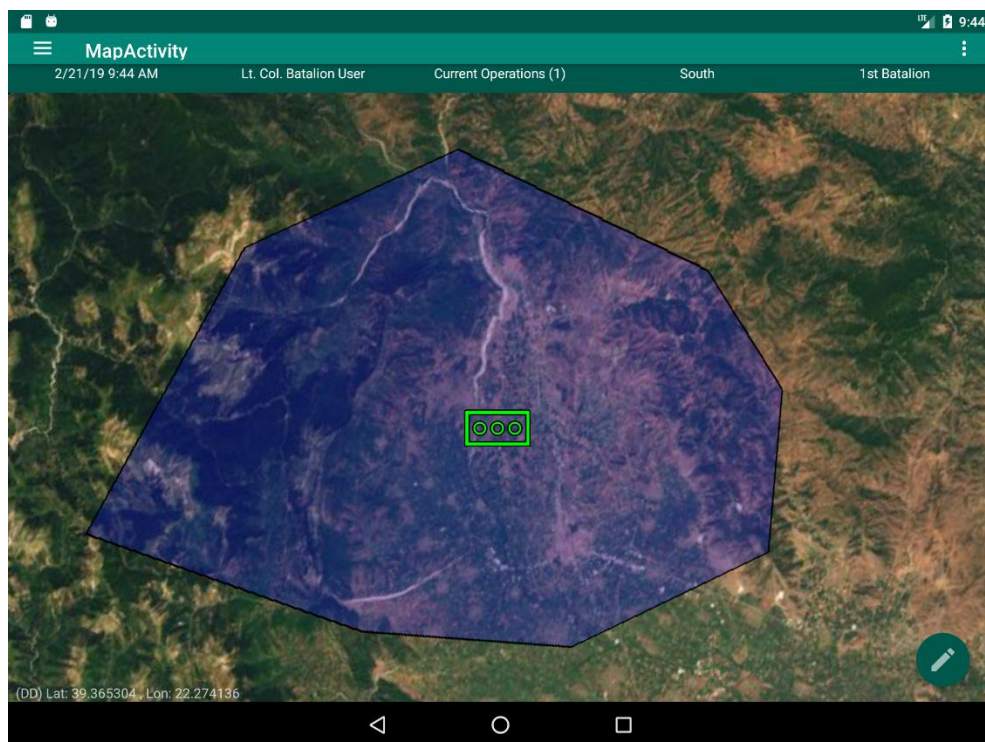 LTE 9:44
MapActivity
2/21/19 9:44 AM Lt. Col. Batalion User Current Operations (1) South 1st Batalion
(DD) Lat: 39.365304 , Lon: 22.274136